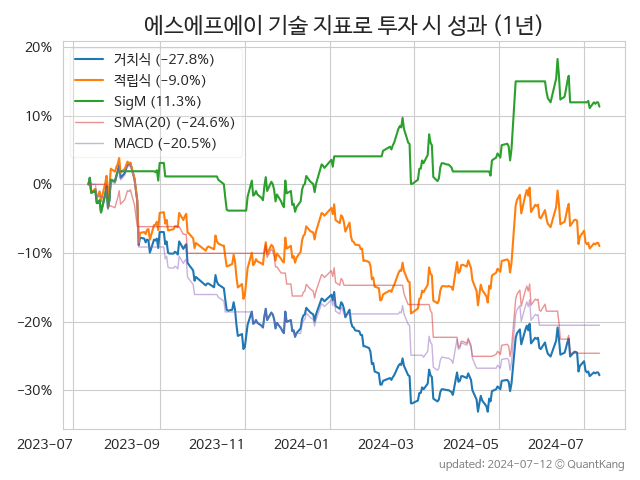 에스에프에이 기술 지표로 투자 시 성과 (1년)
20%
10%
0%
−10%
−20%
−30%
거치식 (−27.8%)
적립식 (−9.0%)
SigM (11.3%)
SMA(20) (−24.6%)
MACD (−20.5%)
2023-07 2023-09 2023-11 2024-01 2024-03 2024-05 2024-07
updated: 2024-07-12 © QuantKang